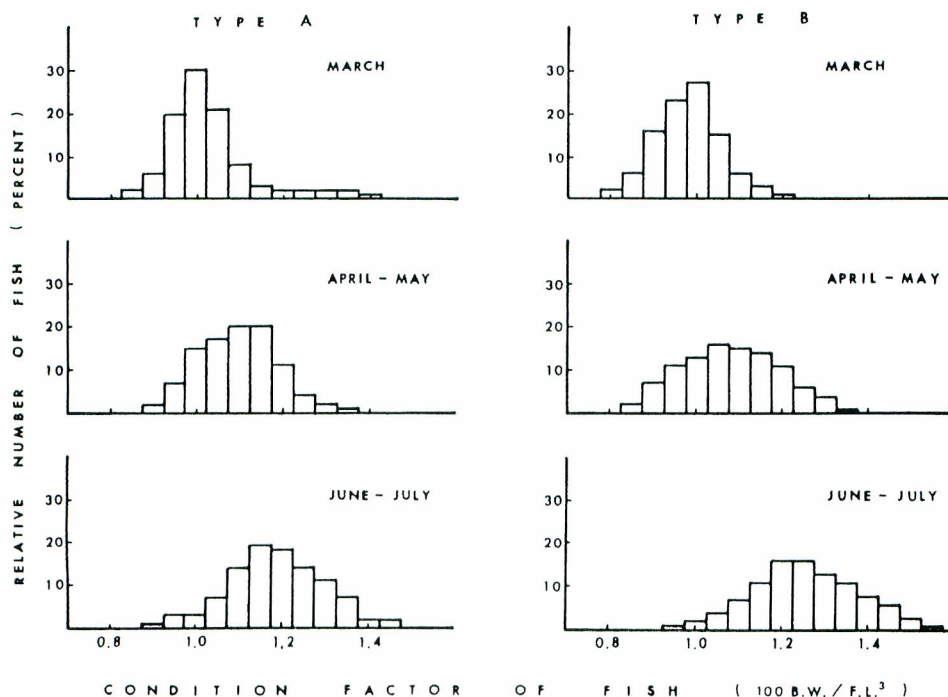 TYPE A
TYPE B
MARCH
30
20
10
MARCH
30
20
10
APRIL – MAY
30
20
10
APRIL – MAY
30
20
10
JUNE – JULY
30
20
10
0.8 1.0 1.2 1.4
JUNE – JULY
30
20
10
0.8 1.0 1.2 1.4
RELATIVE NUMBER OF FISH (PERCENT)
CONDITION FACTOR OF FISH (100 B.W./F.L.³)